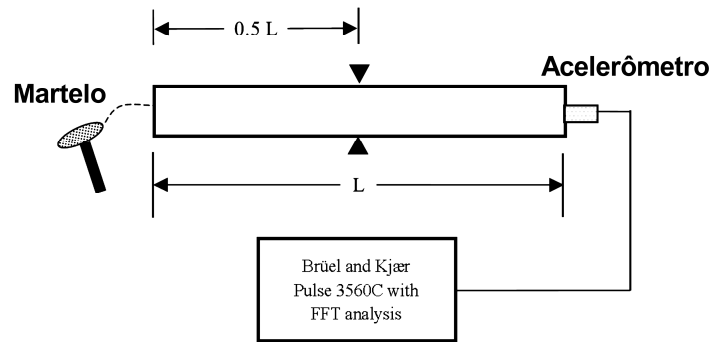 0.5 L
Martelo
Acelerômetro
L
Brüel and Kjær
Pulse 3560C with
FFT analysis